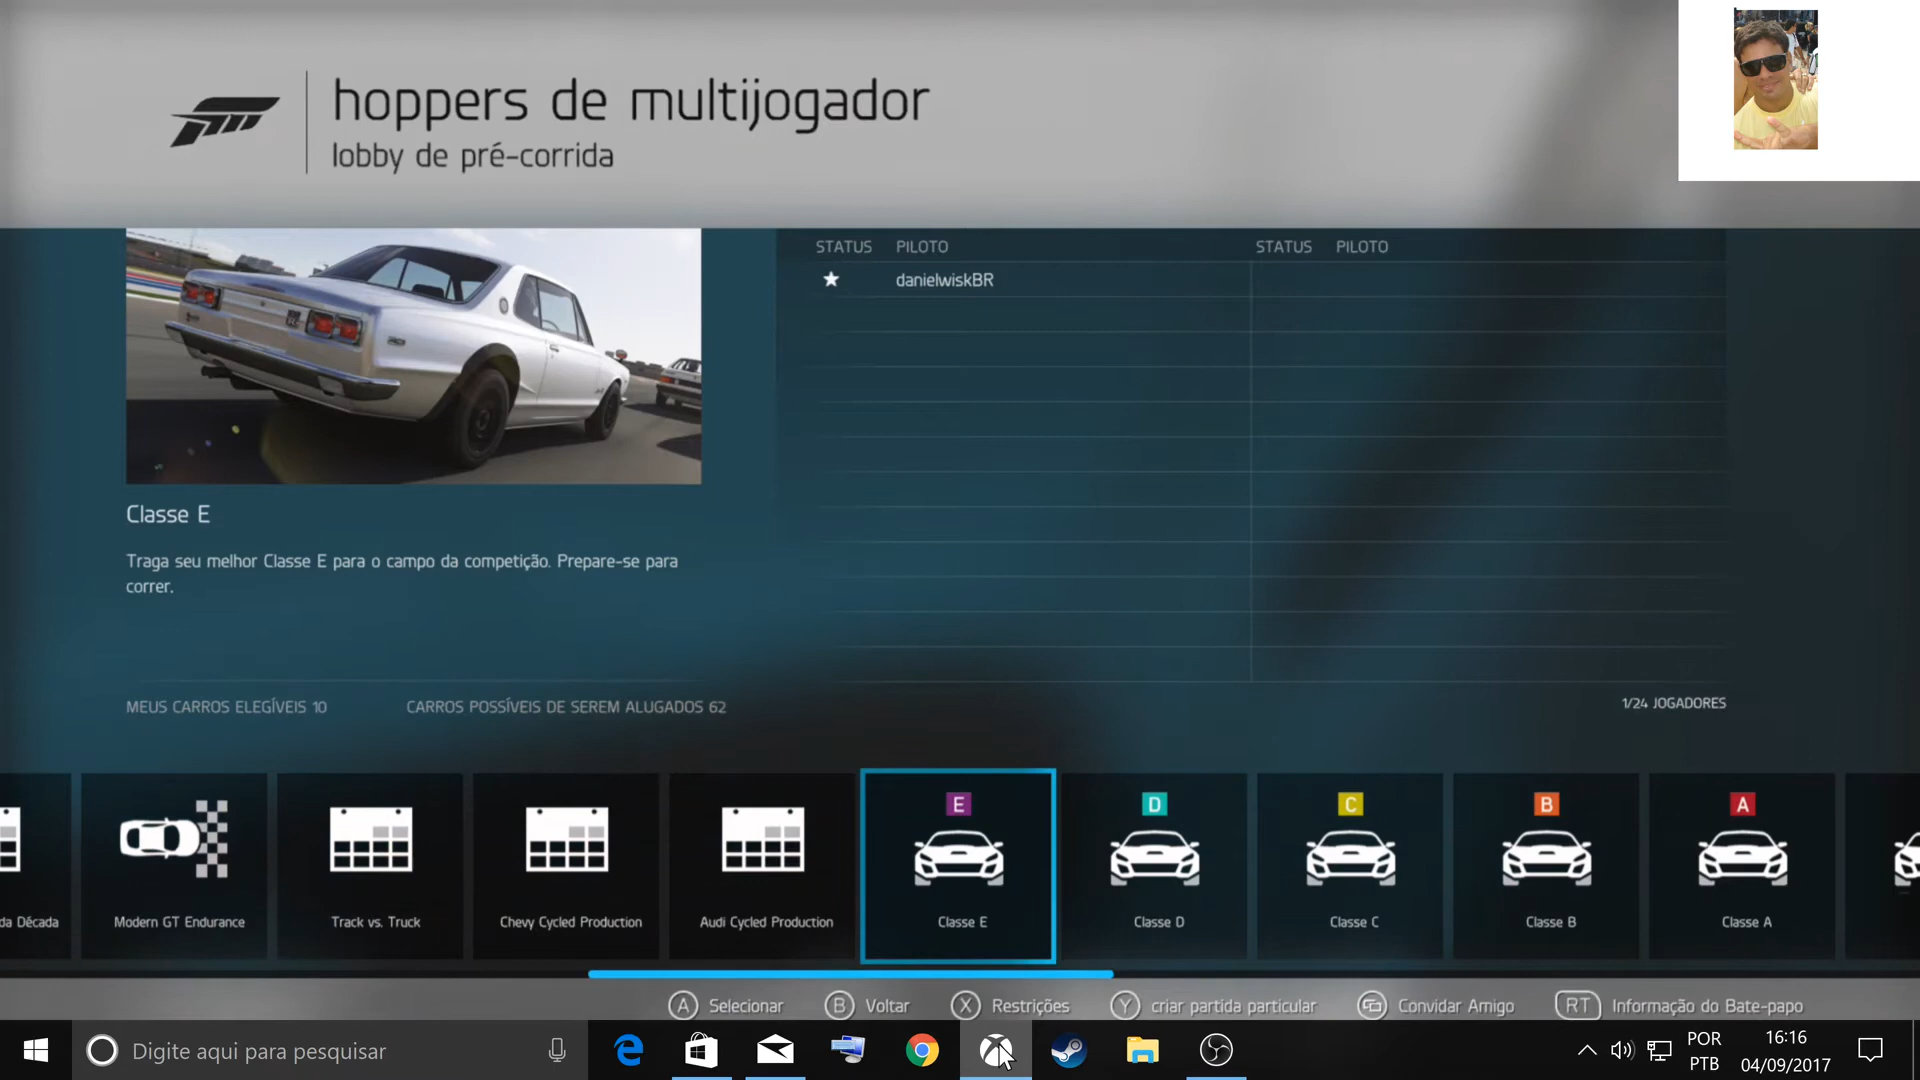 hoppers de multijogador
lobby de pré-corrida
STATUS PILOTO STATUS PILOTO
danielwiskBR
Classe E
Traga seu melhor Classe E para o campo da competição. Prepare-se para
correr.
MEUS CARROS ELEGÍVEIS 10 CARROS POSSÍVEIS DE SEREM ALUGADOS 62
1/24 JOGADORES
E D C B A
da Década Modern GT Endurance Track vs. Truck Chevy Cycled Production Audi Cycled Production Classe E Classe D Classe C Classe B Classe A
A Selecionar B Voltar X Restrições Y criar partida particular Convidar Amigo RT Informação do Bate-papo
Digite aqui para pesquisar
POR
PTB
16:16
04/09/2017